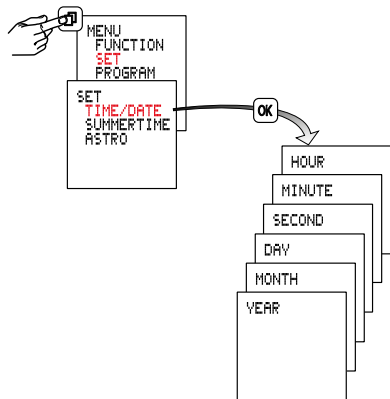 MENU
FUNCTION
SET
PROGRAM
SET
TIME/DATE
SUMMERTIME
ASTRO
OK
HOUR
MINUTE
SECOND
DAY
MONTH
YEAR